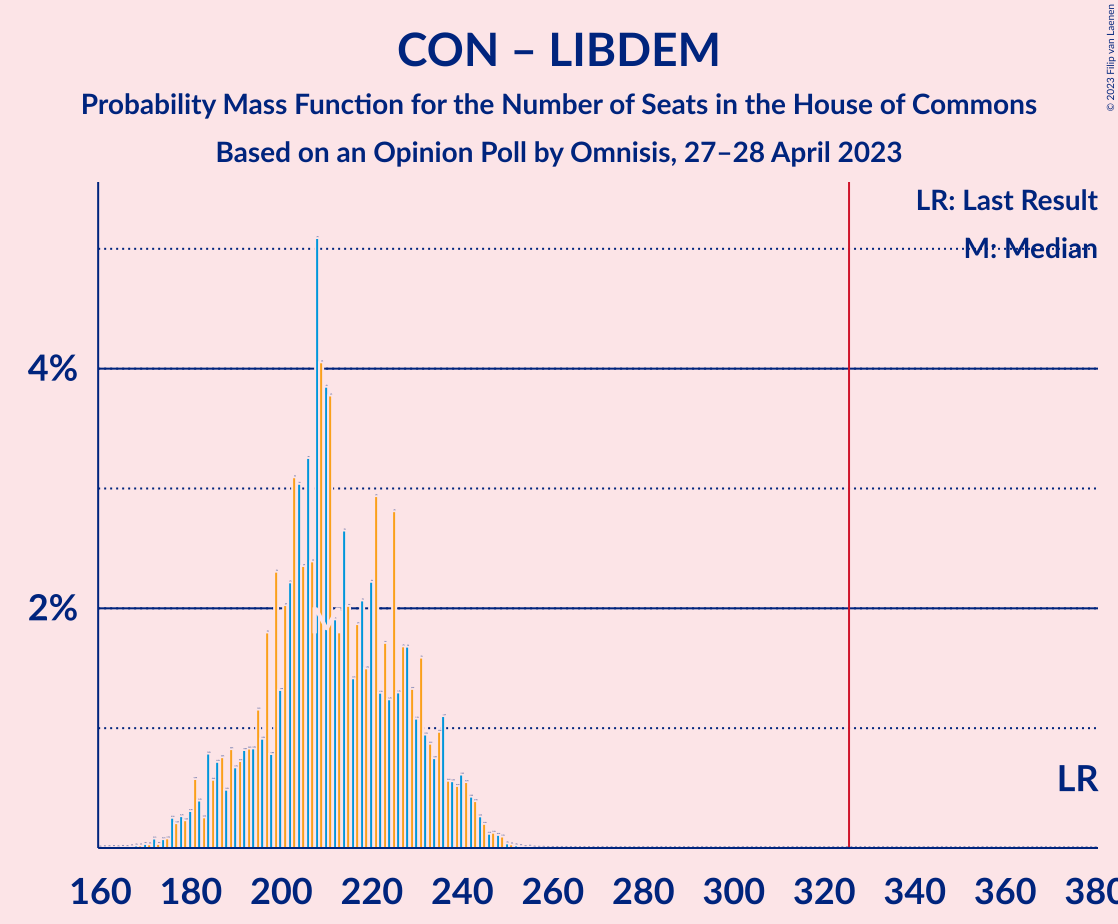 CON – LIBDEM
Probability Mass Function for the Number of Seats in the House of Commons
Based on an Opinion Poll by Omnisis, 27–28 April 2023
© 2023 Filip van Laenen
LR: Last Result
M: Median
4%
2%
M
LR
160 180 200 220 240 260 280 300 320 340 360 380